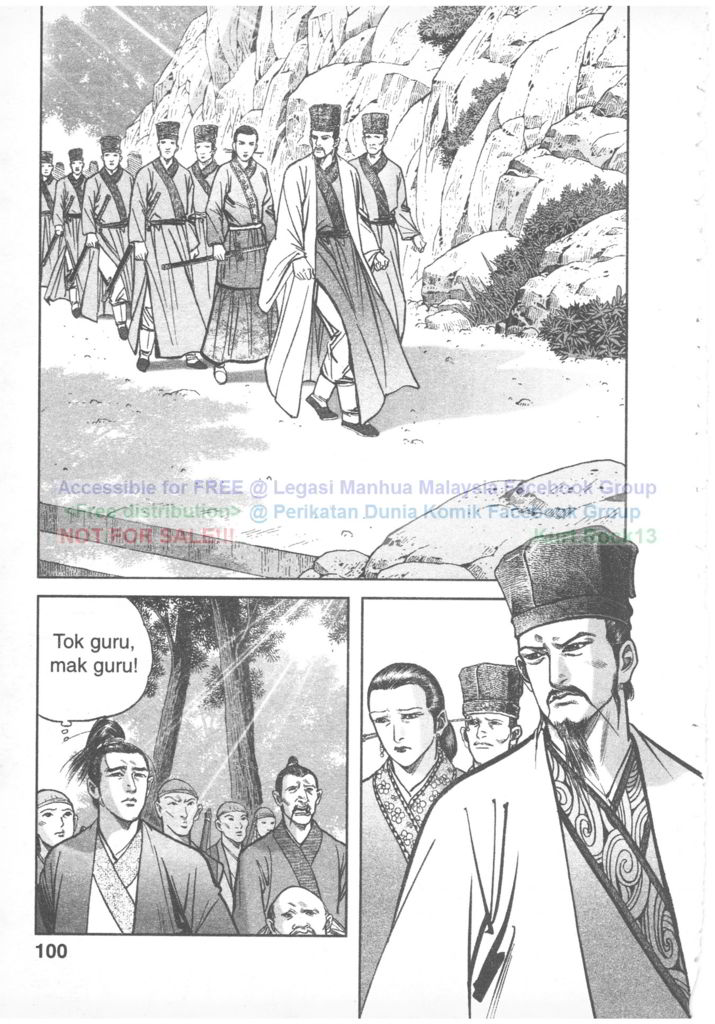 Accessible for FREE @ Legasi Manhua Malaysia Facebook Group
<Free distribution> @ Perikatan Dunia Komik Facebook Group
NOT FOR SALE!!!
Tok guru,
mak guru!
100